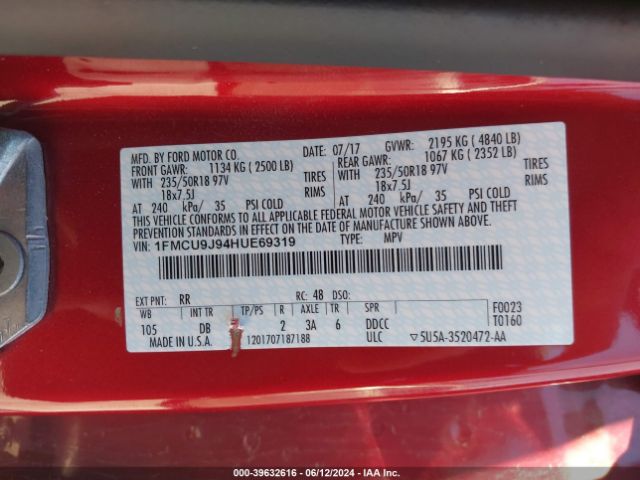 MFD. BY FORD MOTOR CO. 07/17 GVWR: 2195 KG ( 4840 LB)
FRONT GAWR: 1134 KG ( 2500 LB) REAR GAWR: 1067 KG ( 2352 LB)
WITH 235/50R18 97V TIRES WITH 235/50R18 97V TIRES
18x7.5J RIMS 18x7.5J RIMS
AT 240 kPa/ 35 PSI COLD AT 240 kPa/ 35 PSI COLD
THIS VEHICLE CONFORMS TO ALL APPLICABLE FEDERAL MOTOR VEHICLE SAFETY AND THEFT
PREVENTION STANDARDS IN EFFECT ON THE DATE OF MANUFACTURE SHOWN ABOVE.
VIN: 1FMCU9J94HUE69319 TYPE: MPV
EXT PNT: RR RC: 48 DSO:
WB INT TR TP/PS R AXLE TR SPR F0023
105 DB 2 3A 6 DDCC T0160
MADE IN U.S.A. 1201707187188 ULC ▽5U5A-3520472-AA
000-39632616 - 06/12/2024 - IAA Inc.